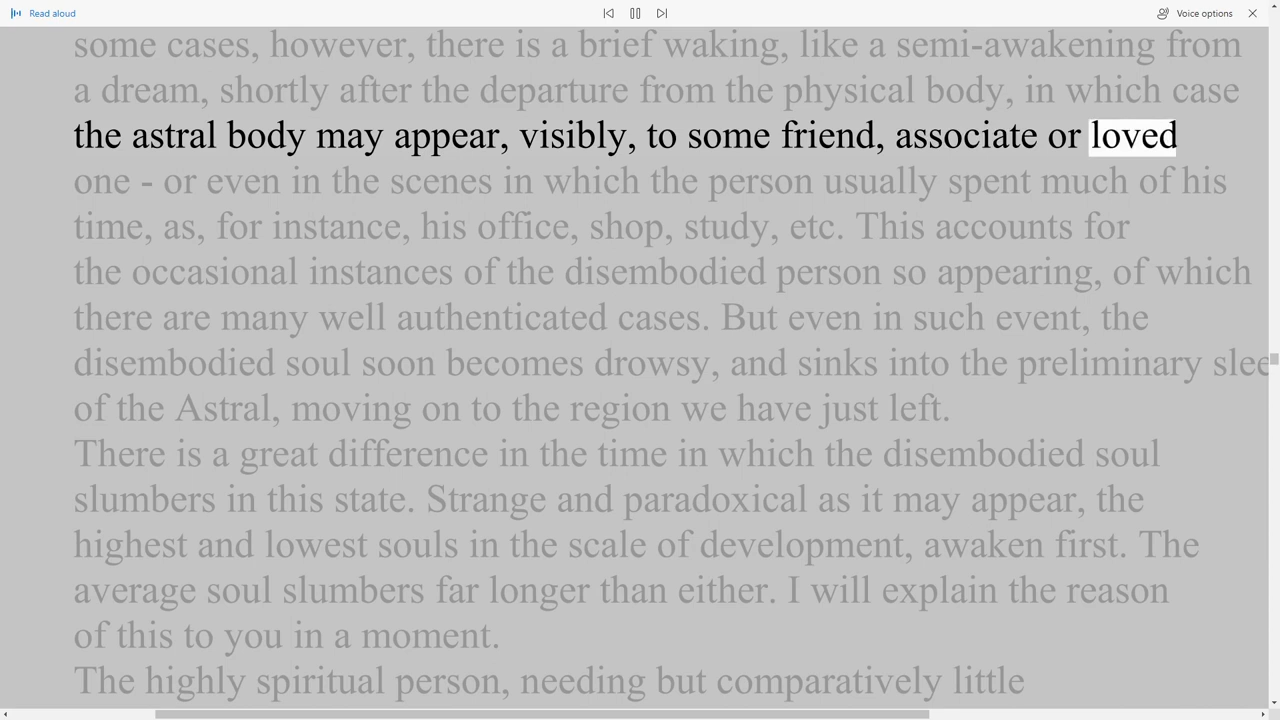 Read aloud
Voice options
some cases, however, there is a brief waking, like a semi-awakening from
a dream, shortly after the departure from the physical body, in which case
the astral body may appear, visibly, to some friend, associate or loved
one - or even in the scenes in which the person usually spent much of his
time, as, for instance, his office, shop, study, etc. This accounts for
the occasional instances of the disembodied person so appearing, of which
there are many well authenticated cases. But even in such event, the
disembodied soul soon becomes drowsy, and sinks into the preliminary slee
of the Astral, moving on to the region we have just left.
There is a great difference in the time in which the disembodied soul
slumbers in this state. Strange and paradoxical as it may appear, the
highest and lowest souls in the scale of development, awaken first. The
average soul slumbers far longer than either. I will explain the reason
of this to you in a moment.
The highly spiritual person, needing but comparatively little